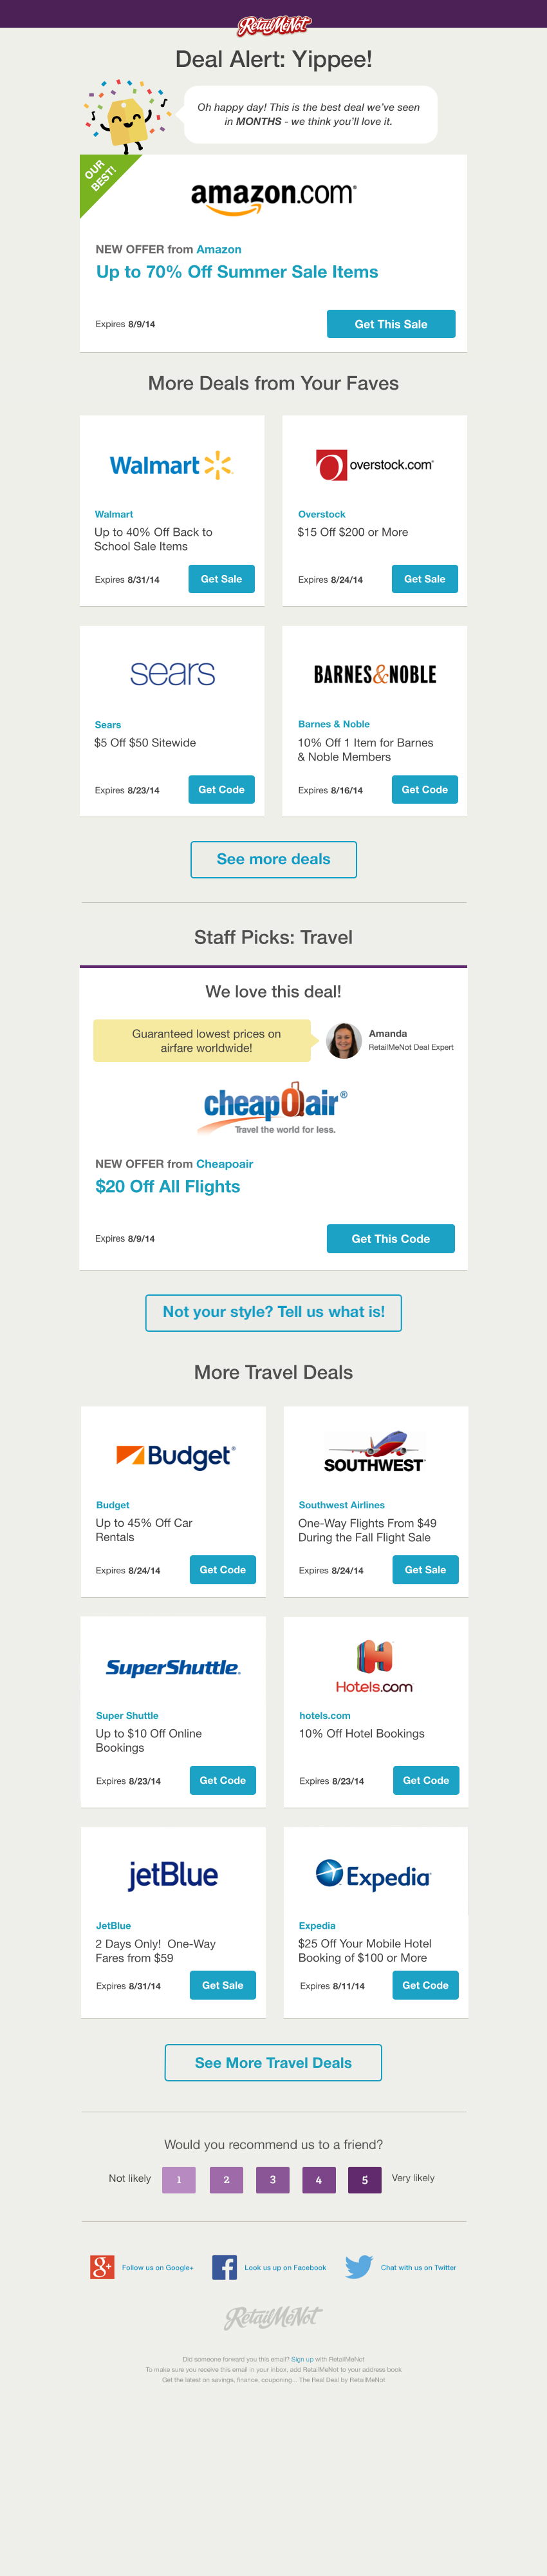 RetailMeNot
Deal Alert: Yippee!
Oh happy day! This is the best deal we've seen
in MONTHS - we think you'll love it.
OUR
BEST!
amazon.com®
NEW OFFER from Amazon
Up to 70% Off Summer Sale Items
Expires 8/9/14
Get This Sale
More Deals from Your Faves
Walmart
Walmart
Up to 40% Off Back to
School Sale Items
Expires 8/31/14
Get Sale
overstock.com®
Overstock
$15 Off $200 or More
Expires 8/24/14
Get Sale
sears
Sears
$5 Off $50 Sitewide
Expires 8/23/14
Get Code
BARNES&NOBLE
Barnes & Noble
10% Off 1 Item for Barnes
& Noble Members
Expires 8/16/14
Get Code
See more deals
Staff Picks: Travel
We love this deal!
Guaranteed lowest prices on
airfare worldwide!
Amanda
RetailMeNot Deal Expert
cheapOair®
Travel the world for less.
NEW OFFER from Cheapoair
$20 Off All Flights
Expires 8/9/14
Get This Code
Not your style? Tell us what is!
More Travel Deals
Budget®
Budget
Up to 45% Off Car
Rentals
Expires 8/24/14
Get Code
SOUTHWEST
Southwest Airlines
One-Way Flights From $49
During the Fall Flight Sale
Expires 8/24/14
Get Sale
SuperShuttle.
Super Shuttle
Up to $10 Off Online
Bookings
Expires 8/23/14
Get Code
H
Hotels.com
hotels.com
10% Off Hotel Bookings
Expires 8/23/14
Get Code
jetBlue
JetBlue
2 Days Only! One-Way
Fares from $59
Expires 8/31/14
Get Sale
Expedia
Expedia
$25 Off Your Mobile Hotel
Booking of $100 or More
Expires 8/11/14
Get Code
See More Travel Deals
Would you recommend us to a friend?
Not likely 1 2 3 4 5 Very likely
g+ Follow us on Google+ f Look us up on Facebook Chat with us on Twitter
RetailMeNot
Did someone forward you this email? Sign up with RetailMeNot
To make sure you receive this email in your inbox, add RetailMeNot to your address book
Get the latest on savings, finance, couponing... The Real Deal by RetailMeNot